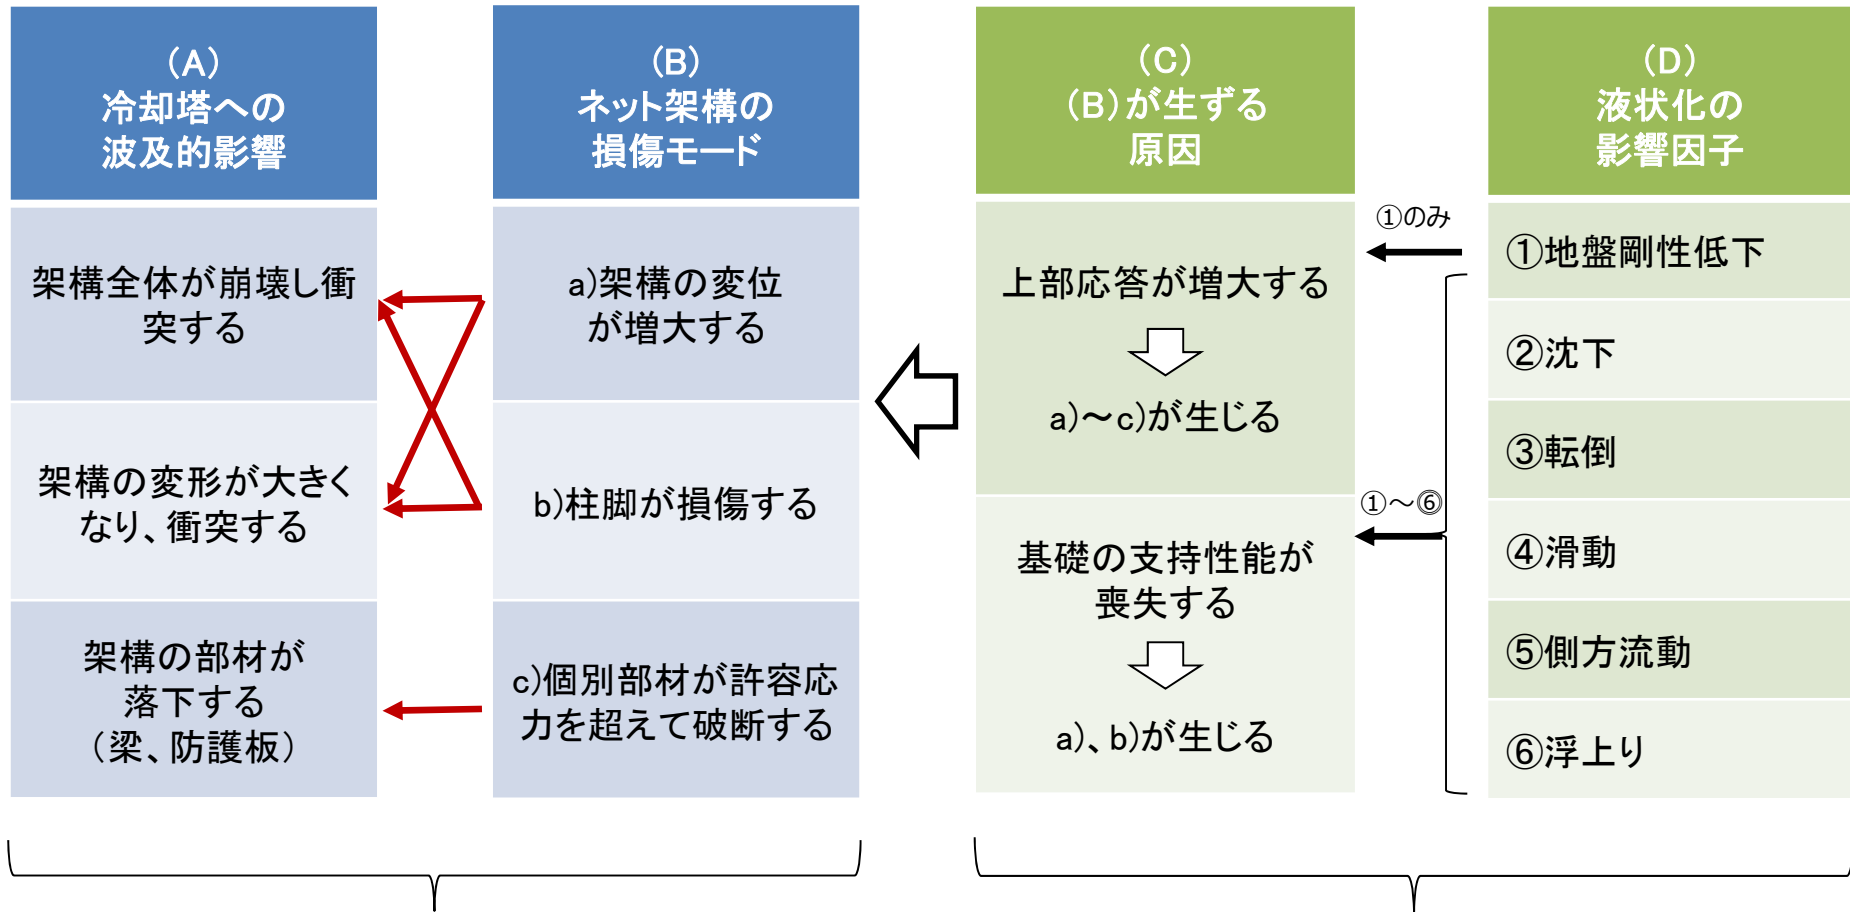 (A)
冷却塔への
波及的影響
架構全体が崩壊し衝
突する
架構の変形が大きく
なり、衝突する
架構の部材が
落下する
(梁、防護板)
(B)
ネット架構の
損傷モード
a)架構の変位
が増大する
b)柱脚が損傷する
c)個別部材が許容応
力を超えて破断する
(C)
(B)が生ずる
原因
上部応答が増大する
a)～c)が生じる
基礎の支持性能が
喪失する
a)、b)が生じる
①のみ
①～⑥
(D)
液状化の
影響因子
①地盤剛性低下
②沈下
③転倒
④滑動
⑤側方流動
⑥浮上り